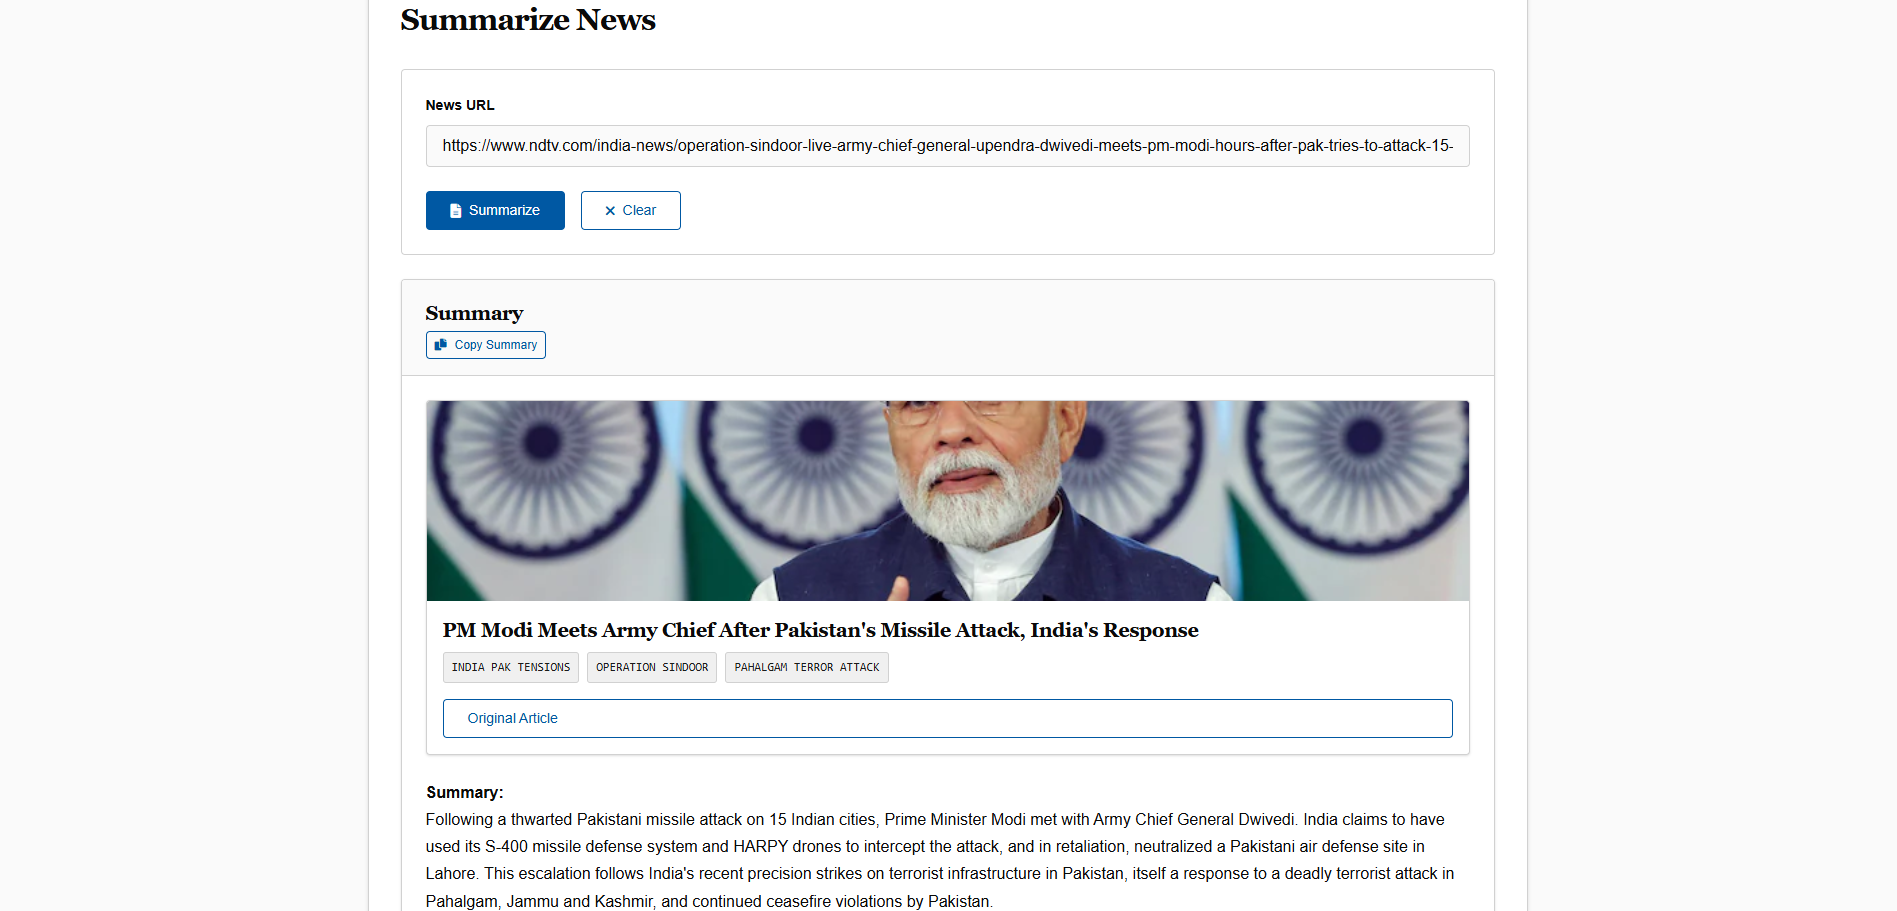 Summarize News
News URL
https://www.ndtv.com/india-news/operation-sindoor-live-army-chief-general-upendra-dwivedi-meets-pm-modi-hours-after-pak-tries-to-attack-15-
Summarize
Clear
Summary
Copy Summary
PM Modi Meets Army Chief After Pakistan's Missile Attack, India's Response
INDIA PAK TENSIONS
OPERATION SINDOOR
PAHALGAM TERROR ATTACK
Original Article
Summary:
Following a thwarted Pakistani missile attack on 15 Indian cities, Prime Minister Modi met with Army Chief General Dwivedi. India claims to have
used its S-400 missile defense system and HARPY drones to intercept the attack, and in retaliation, neutralized a Pakistani air defense site in
Lahore. This escalation follows India's recent precision strikes on terrorist infrastructure in Pakistan, itself a response to a deadly terrorist attack in
Pahalgam, Jammu and Kashmir, and continued ceasefire violations by Pakistan.